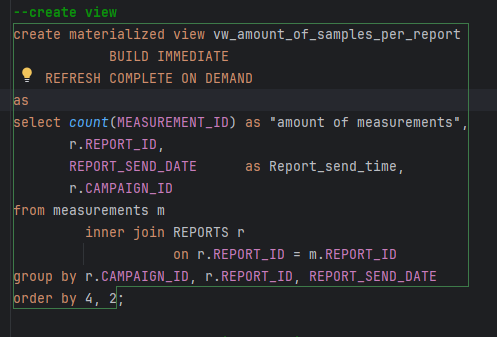 --create view
create materialized view vw_amount_of_samples_per_report
BUILD IMMEDIATE
REFRESH COMPLETE ON DEMAND
as
select count(MEASUREMENT_ID) as "amount of measurements",
r.REPORT_ID,
REPORT_SEND_DATE as Report_send_time,
r.CAMPAIGN_ID
from measurements m
inner join REPORTS r
on r.REPORT_ID = m.REPORT_ID
group by r.CAMPAIGN_ID, r.REPORT_ID, REPORT_SEND_DATE
order by 4, 2;